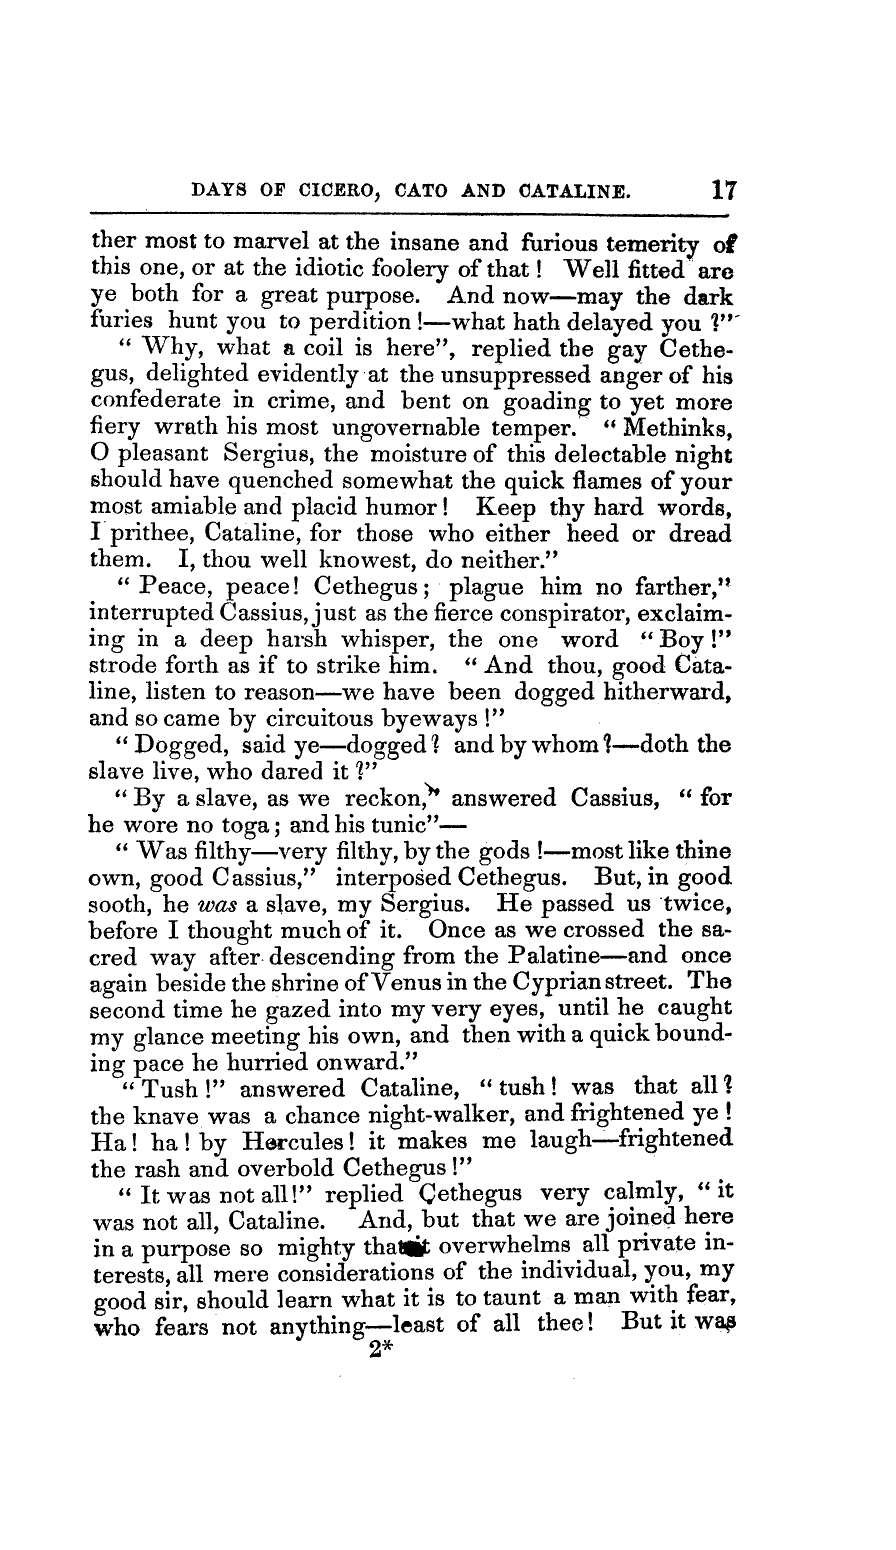 DAYS OF CICERO, CATO AND CATALINE. 17
ther most to marvel at the insane and furious temerity of
this one, or at the idiotic foolery of that ! Well fitted are
ye both for a great purpose. And now—may the dark
furies hunt you to perdition !—what hath delayed you ?"
" Why, what a coil is here", replied the gay Cethe-
gus, delighted evidently at the unsuppressed anger of his
confederate in crime, and bent on goading to yet more
fiery wrath his most ungovernable temper. " Methinks,
O pleasant Sergius, the moisture of this delectable night
should have quenched somewhat the quick flames of your
most amiable and placid humor ! Keep thy hard words,
I prithee, Cataline, for those who either heed or dread
them. I, thou well knowest, do neither."
" Peace, peace! Cethegus ; plague him no farther,"
interrupted Cassius, just as the fierce conspirator, exclaim-
ing in a deep harsh whisper, the one word " Boy !"
strode forth as if to strike him. " And thou, good Cata-
line, listen to reason—we have been dogged hitherward,
and so came by circuitous byeways !"
" Dogged, said ye—dogged ? and by whom ?—doth the
slave live, who dared it ?"
" By a slave, as we reckon," answered Cassius, " for
he wore no toga ; and his tunic"—
" Was filthy—very filthy, by the gods !—most like thine
own, good Cassius," interposed Cethegus. But, in good
sooth, he was a slave, my Sergius. He passed us twice,
before I thought much of it. Once as we crossed the sa-
cred way after descending from the Palatine—and once
again beside the shrine of Venus in the Cyprian street. The
second time he gazed into my very eyes, until he caught
my glance meeting his own, and then with a quick bound-
ing pace he hurried onward."
" Tush !" answered Cataline, " tush ! was that all ?
the knave was a chance night-walker, and frightened ye !
Ha ! ha ! by Hercules ! it makes me laugh—frightened
the rash and overbold Cethegus !"
" It was not all !" replied Cethegus very calmly, " it
was not all, Cataline. And, but that we are joined here
in a purpose so mighty that it overwhelms all private in-
terests, all mere considerations of the individual, you, my
good sir, should learn what it is to taunt a man with fear,
who fears not anything—least of all thee ! But it was
2*